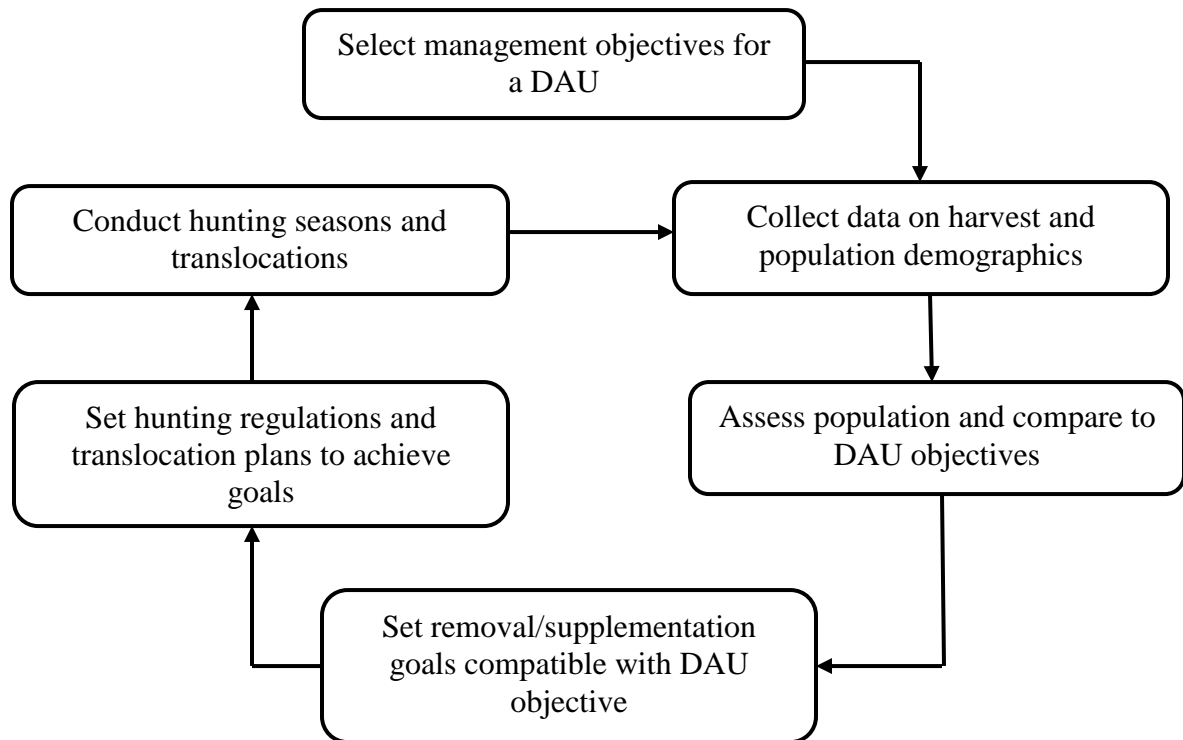 Select management objectives for
a DAU
Conduct hunting seasons and
translocations
Collect data on harvest and
population demographics
Set hunting regulations and
translocation plans to achieve
goals
Assess population and compare to
DAU objectives
Set removal/supplementation
goals compatible with DAU
objective